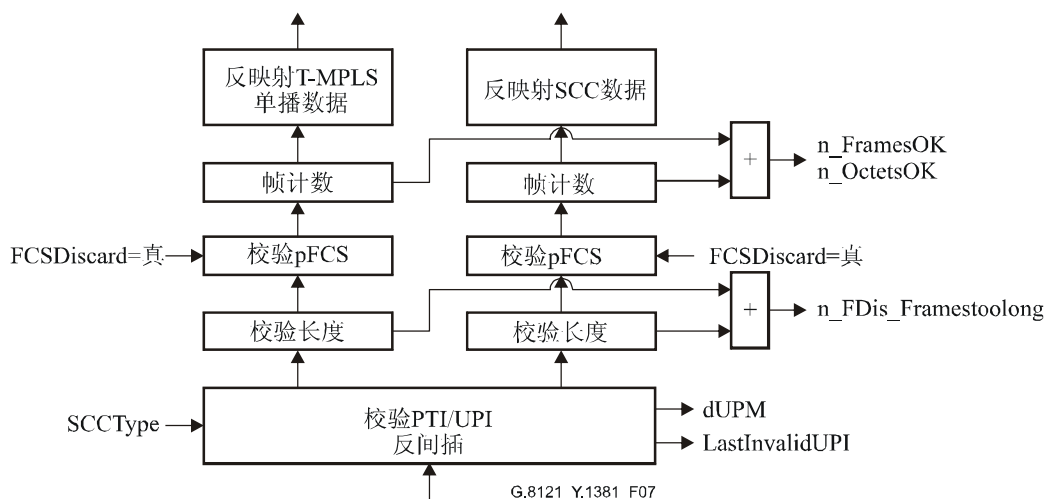 反映射T-MPLS
单播数据
反映射SCC数据
+
n_FramesOK
n_OctetsOK
帧计数
帧计数
FCSDiscard=真
校验pFCS
校验pFCS
FCSDiscard=真
+
n_FDis_Framestoolong
校验长度
校验长度
SCCType
校验PTI/UPI
反间插
dUPM
LastInvalidUPI
G.8121_Y.1381_F07